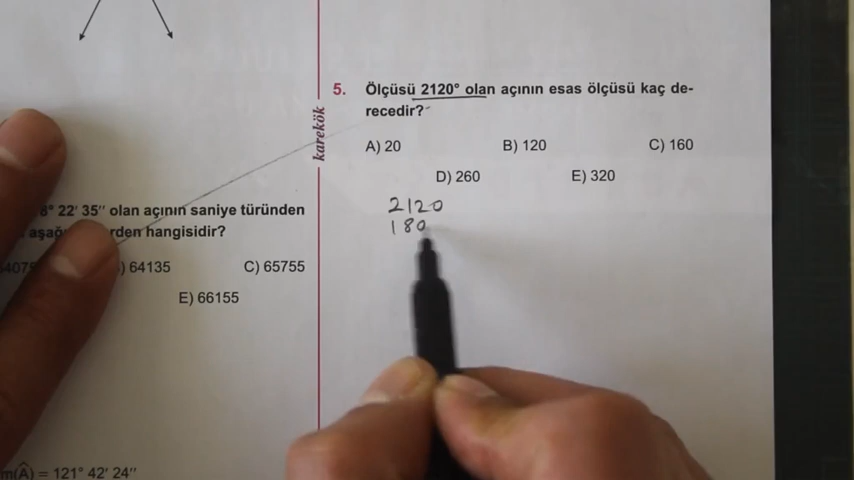 8° 22' 35" olan açının saniye türünden
hangisidir?
64135
C) 65755
E) 66155
m(Â) = 121° 42' 24"
karekök
5. Ölçüsü 2120° olan açının esas ölçüsü kaç de-
recedir?
A) 20
B) 120
C) 160
D) 260
E) 320
2120
180